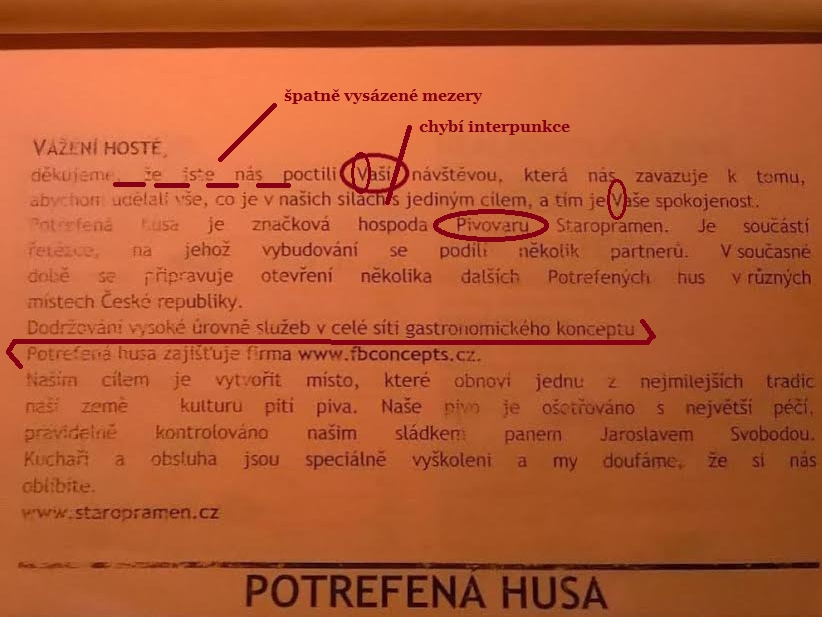 špatně vysázené mezery
chybí interpunkce
VÁŽENÍ HOSTÉ,
děkujeme, že jste nás poctili Vaší návštěvou, která nás zavazuje k tomu,
abychom udělali vše, co je v našich silách s jediným cílem, a tím je Vaše spokojenost.
Potrefená husa je značková hospoda Pivovaru Staropramen. Je součástí
řetězce, na jehož vybudování se podílí několik partnerů. V současné
době se připravuje otevření několika dalších Potrefených hus v různých
místech České republiky.
Dodržování vysoké úrovně služeb v celé síti gastronomického konceptu
Potrefená husa zajišťuje firma www.fbconcepts.cz.
Naším cílem je vytvořit místo, které obnoví jednu z nejmilejších tradic
naší země kulturu pití piva. Naše pivo je ošetřováno s největší péčí,
pravidelně kontrolováno našim sládkem panem Jaroslavem Svobodou.
Kuchaři a obsluha jsou speciálně vyškoleni a my doufáme, že si nás
oblíbíte.
www.staropramen.cz
POTREFENÁ HUSA